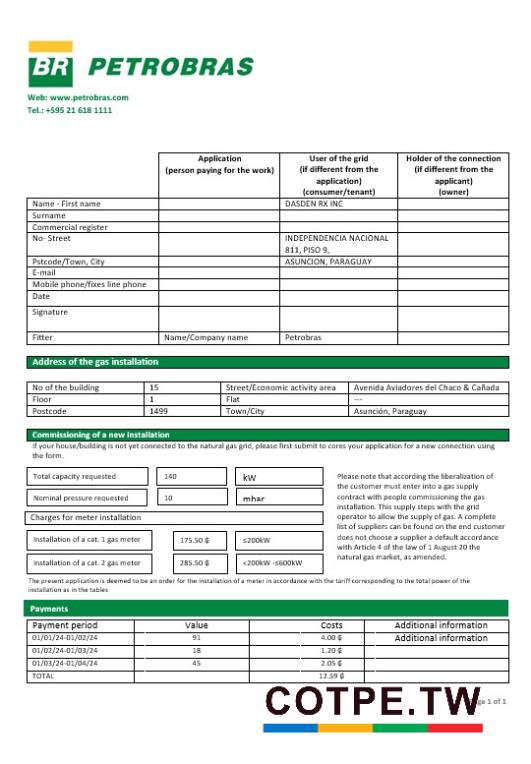 BR PETROBRAS
Web: www.petrobras.com
Tel.: +595 21 618 1111
Application
(person paying for the work)
User of the grid
(if different from the
application)
(consumer/tenant)
Holder of the connection
(if different from the
applicant)
(owner)
Name - First name DASDEN RX INC
Surname
Commercial register
No- Street INDEPENDENCIA NACIONAL
811, PISO 9,
Pstcode/Town, City ASUNCION, PARAGUAY
E-mail
Mobile phone/fixes line phone
Date
Signature
Fitter Name/Company name Petrobras
Address of the gas installation
No of the building 15 Street/Economic activity area Avenida Aviadores del Chaco & Cañada
Floor 1 Flat ---
Postcode 1499 Town/City Asunción, Paraguay
Commissioning of a new installation
If your house/building is not yet connected to the natural gas grid, please first submit to cores your application for a new connection using
the form.
Total capacity requested 140 kW
Nominal pressure requested 10 mbar
Charges for meter installation
Installation of a cat. 1 gas meter 175.50 ₲ ≤200kW
Installation of a cat. 2 gas meter 285.50 ₲ <200kW -≤600kW
Please note that according the liberalization of
the customer must enter into a gas supply
contract with people commissioning the gas
installation. This supply steps with the grid
operator to allow the supply of gas. A complete
list of suppliers can be found on the end customer
does not choose a supplier a default accordance
with Article 4 of the law of 1 August 20 the
natural gas market, as amended.
The present application is deemed to be an order for the installation of a meter in accordance with the tariff corresponding to the total power of the
installation as in the tables
Payments
Payment period Value Costs Additional information
01/01/24-01/02/24 91 4.00 ₲ Additional information
01/02/24-01/03/24 18 1.20 ₲
01/03/24-01/04/24 45 2.05 ₲
TOTAL 12.59 ₲
COTPE.TW
1 of 1